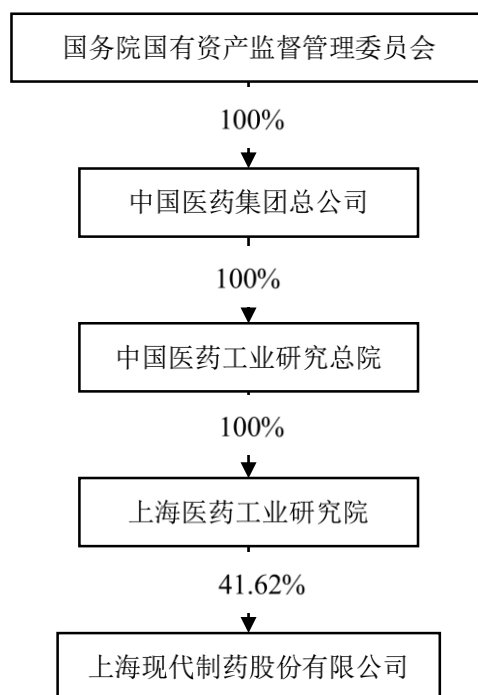 国务院国有资产监督管理委员会
100%
中国医药集团总公司
100%
中国医药工业研究总院
100%
上海医药工业研究院
41.62%
上海现代制药股份有限公司